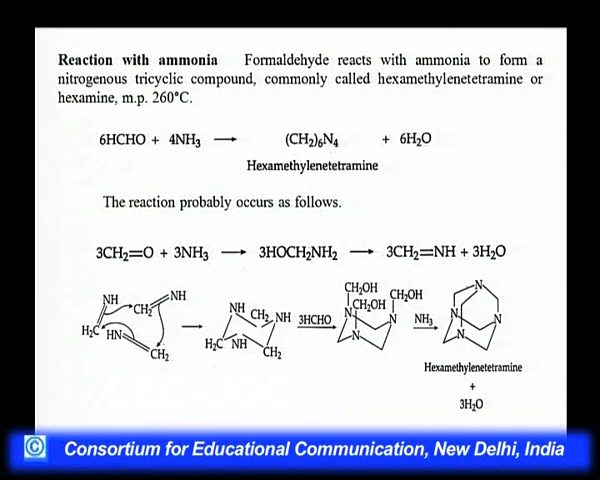 Reaction with ammonia Formaldehyde reacts with ammonia to form a
nitrogenous tricyclic compound, commonly called hexamethylenetetramine or
hexamine, m.p. 260°C.
6HCHO + 4NH₃ ⟶ (CH₂)₆N₄ + 6H₂O
Hexamethylenetetramine
The reaction probably occurs as follows.
3CH₂=O + 3NH₃ ⟶ 3HOCH₂NH₂ ⟶ 3CH₂=NH + 3H₂O
NH CH₂ NH
H₂C HN CH₂
NH CH₂ NH
H₂C NH CH₂
3HCHO
CH₂OH CH₂OH
CH₂OH
N N N
NH₃
N
N N
N
Hexamethylenetetramine
+
3H₂O
© Consortium for Educational Communication, New Delhi, India